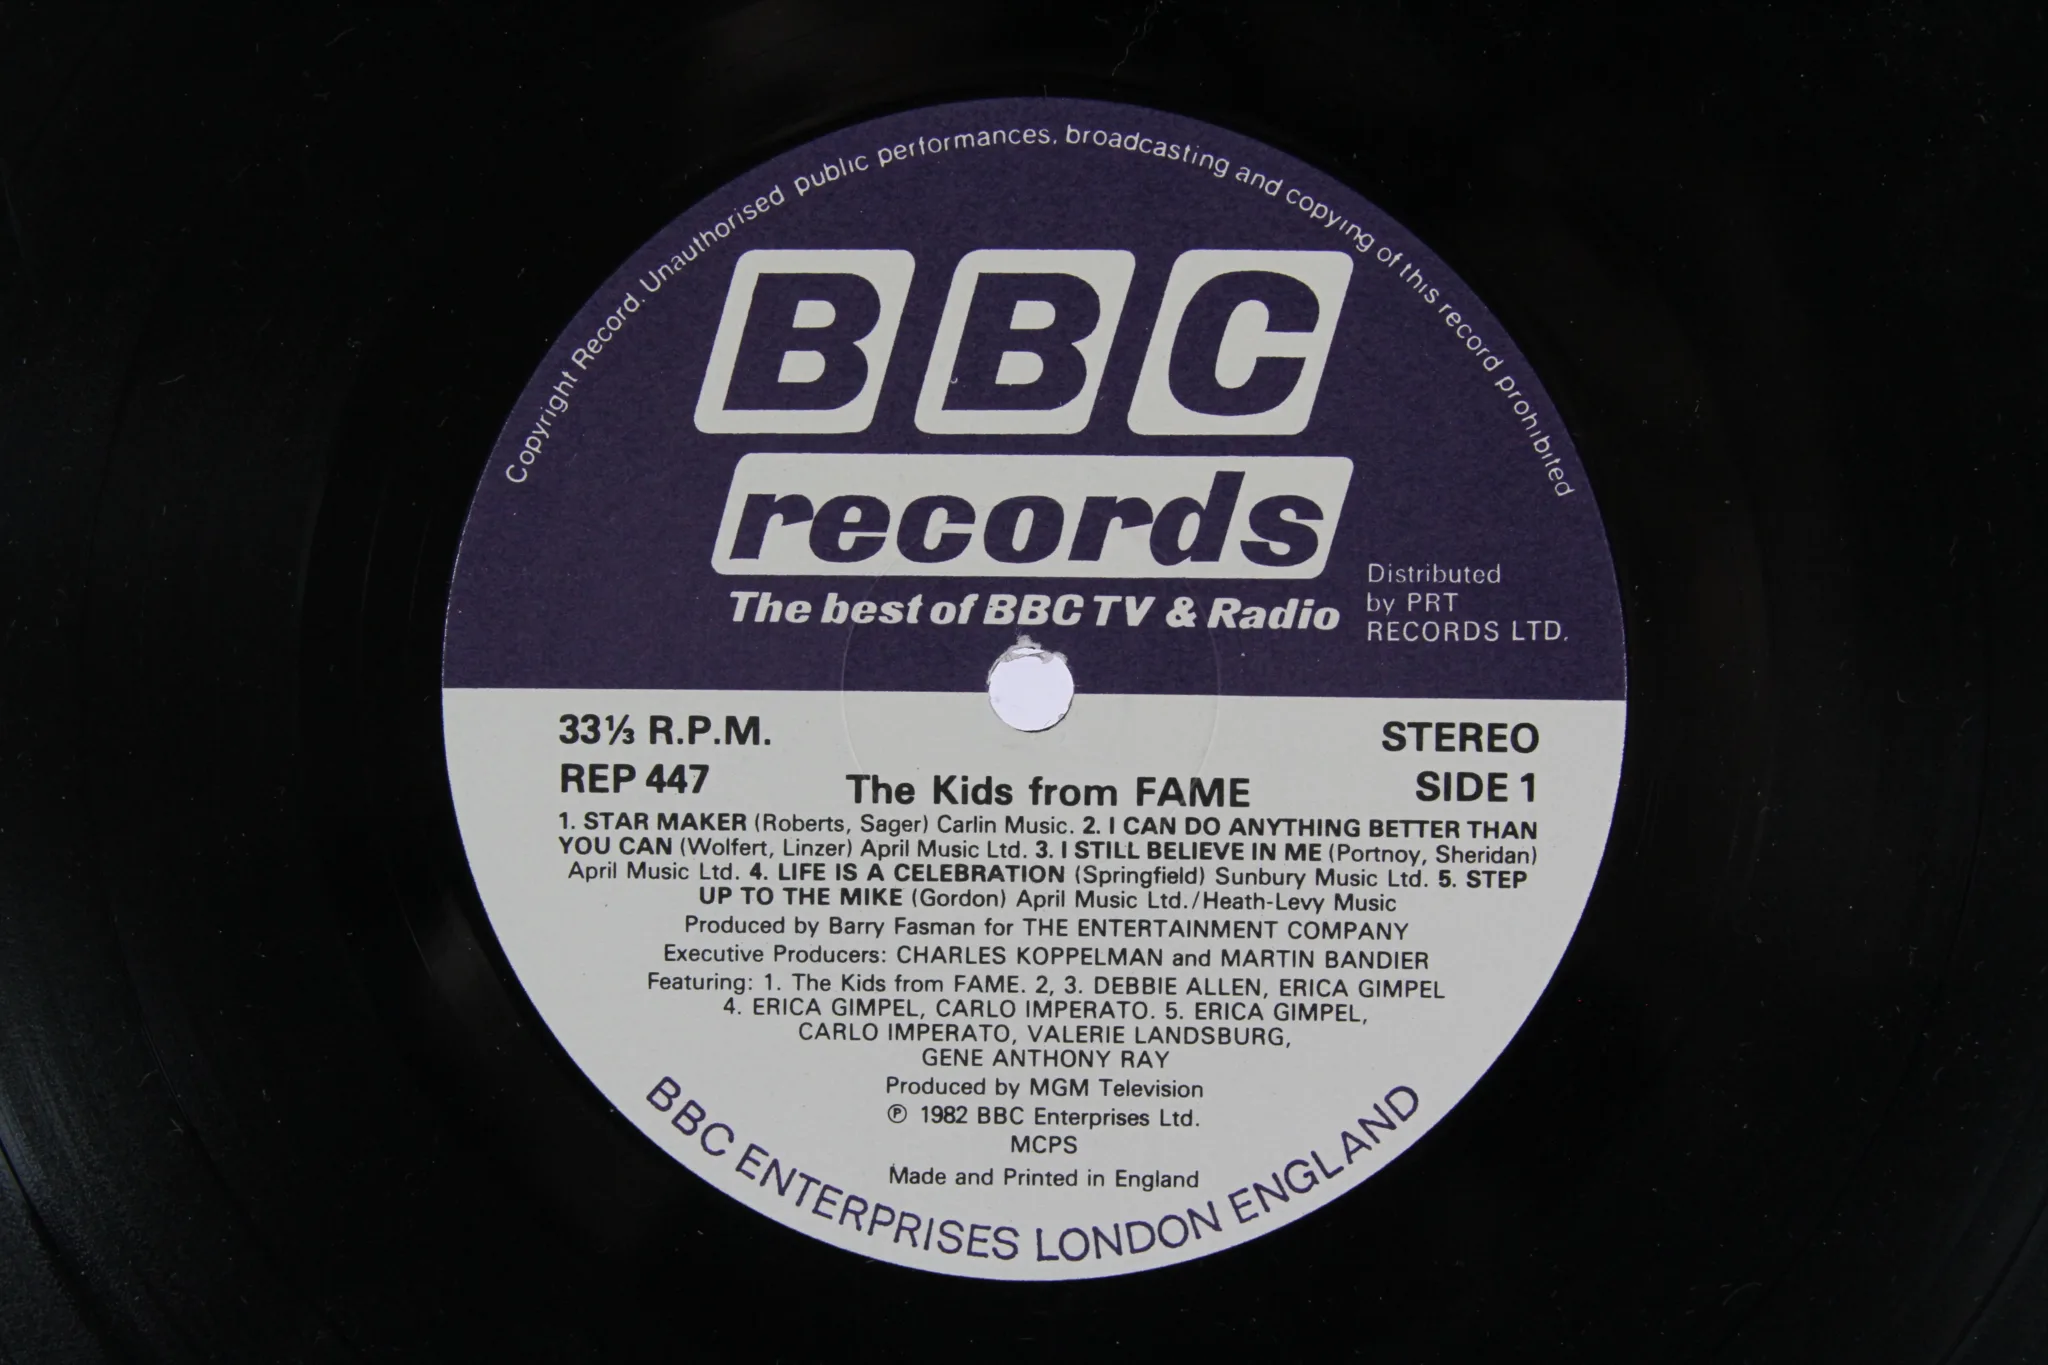 Copyright Record. Unauthorised public performances, broadcasting and copying of this record prohibited
BBC
records
The best of BBC TV & Radio
Distributed
by PRT
RECORDS LTD.
33⅓ R.P.M.
STEREO
REP 447
SIDE 1
The Kids from FAME
1. STAR MAKER (Roberts, Sager) Carlin Music. 2. I CAN DO ANYTHING BETTER THAN
YOU CAN (Wolfert, Linzer) April Music Ltd. 3. I STILL BELIEVE IN ME (Portnoy, Sheridan)
April Music Ltd. 4. LIFE IS A CELEBRATION (Springfield) Sunbury Music Ltd. 5. STEP
UP TO THE MIKE (Gordon) April Music Ltd./Heath-Levy Music
Produced by Barry Fasman for THE ENTERTAINMENT COMPANY
Executive Producers: CHARLES KOPPELMAN and MARTIN BANDIER
Featuring: 1. The Kids from FAME. 2, 3. DEBBIE ALLEN, ERICA GIMPEL
4. ERICA GIMPEL, CARLO IMPERATO. 5. ERICA GIMPEL,
CARLO IMPERATO, VALERIE LANDSBURG,
GENE ANTHONY RAY
Produced by MGM Television
℗ 1982 BBC Enterprises Ltd.
MCPS
Made and Printed in England
BBC ENTERPRISES LONDON ENGLAND